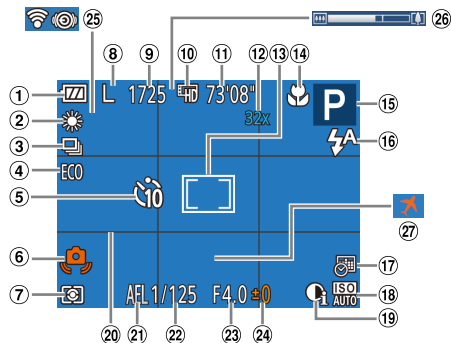 ㉕ ㉖
⑧ ⑨ ⑩ ⑪ ⑫ ⑬ ⑭
① L 1725 HD 73'08" P ⑮
② 32x
③ A ⑯
④ ECO
⑤ 10
㉗
⑥ ⑰
⑦ AEL 1/125 F4.0 ±0 i ISO AUTO ⑱
⑳ ㉑ ㉒ ㉓ ㉔ ⑲